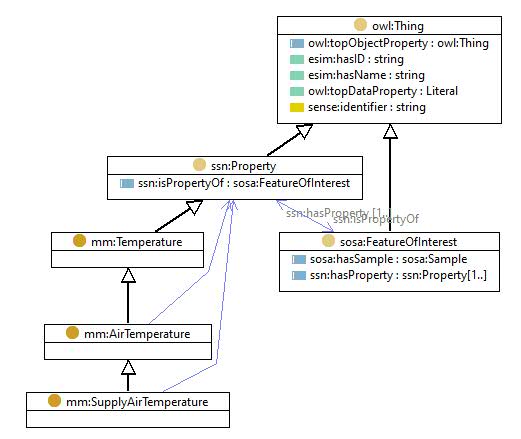 owl:Thing
owl:topObjectProperty : owl:Thing
esim:hasID : string
esim:hasName : string
owl:topDataProperty : Literal
sense:identifier : string
ssn:Property
ssn:isPropertyOf : sosa:FeatureOfInterest
ssn:hasProperty [1..]
ssn:isPropertyOf
mm:Temperature
sosa:FeatureOfInterest
sosa:hasSample : sosa:Sample
ssn:hasProperty : ssn:Property[1..]
mm:AirTemperature
mm:SupplyAirTemperature